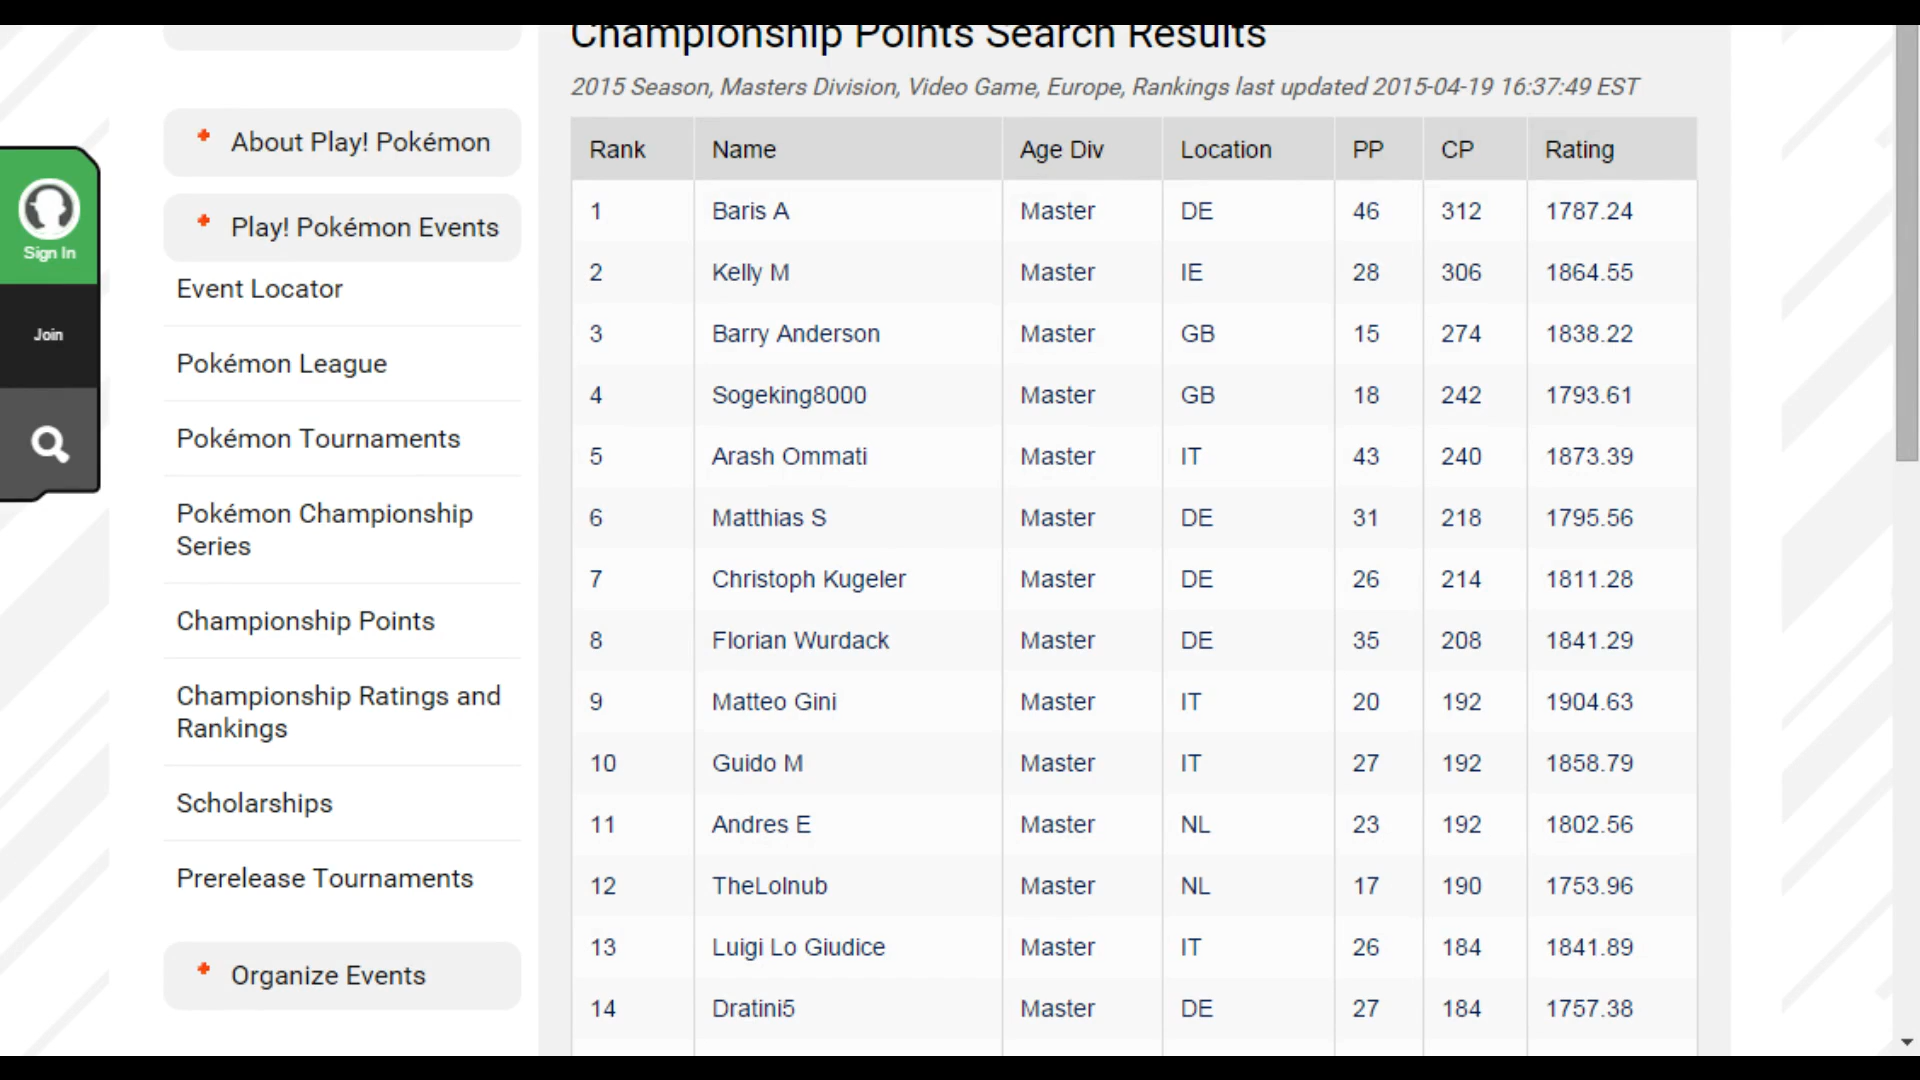 Championship Points Search Results
2015 Season, Masters Division, Video Game, Europe, Rankings last updated 2015-04-19 16:37:49 EST
About Play! Pokémon
Play! Pokémon Events
Event Locator
Pokémon League
Pokémon Tournaments
Pokémon Championship
Series
Championship Points
Championship Ratings and
Rankings
Scholarships
Prerelease Tournaments
Organize Events
Sign In
Join
Rank Name Age Div Location PP CP Rating
1 Baris A Master DE 46 312 1787.24
2 Kelly M Master IE 28 306 1864.55
3 Barry Anderson Master GB 15 274 1838.22
4 Sogeking8000 Master GB 18 242 1793.61
5 Arash Ommati Master IT 43 240 1873.39
6 Matthias S Master DE 31 218 1795.56
7 Christoph Kugeler Master DE 26 214 1811.28
8 Florian Wurdack Master DE 35 208 1841.29
9 Matteo Gini Master IT 20 192 1904.63
10 Guido M Master IT 27 192 1858.79
11 Andres E Master NL 23 192 1802.56
12 TheLolnub Master NL 17 190 1753.96
13 Luigi Lo Giudice Master IT 26 184 1841.89
14 Dratini5 Master DE 27 184 1757.38